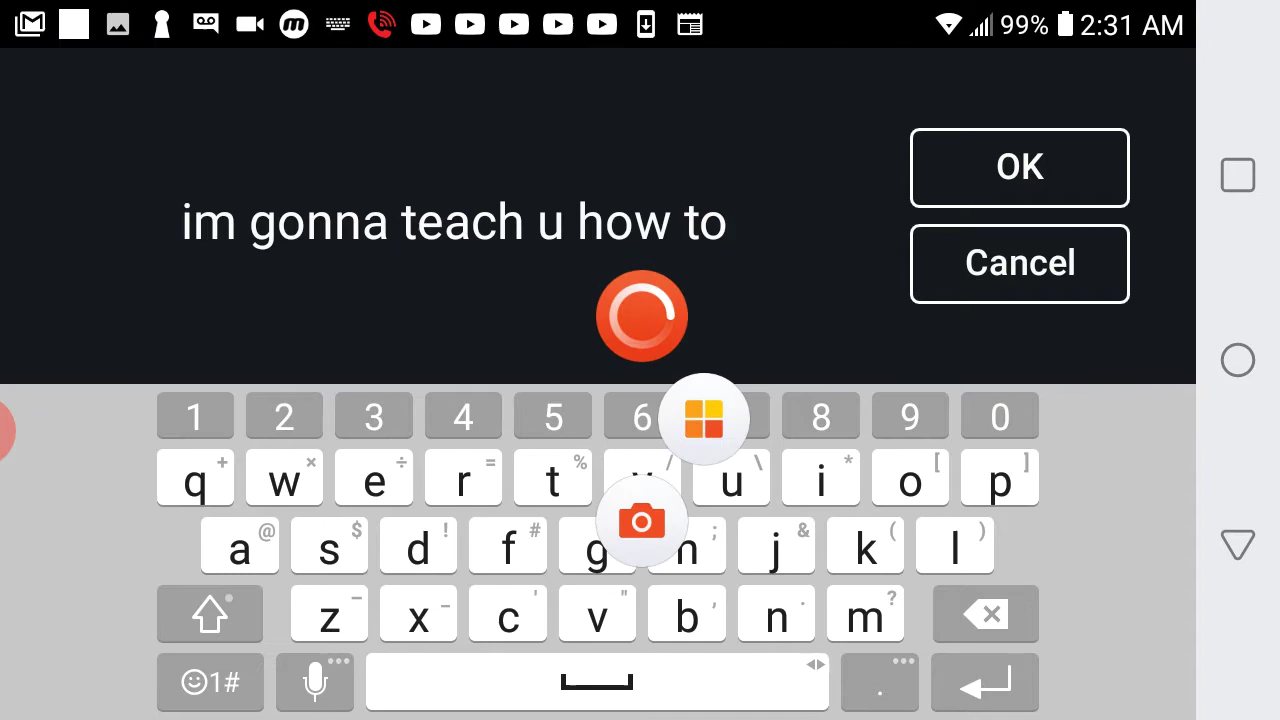 99% 2:31 AM
OK
im gonna teach u how to
Cancel
1 2 3 4 5 6 8 9 0
q + w × e ÷ r = t % / u \ i * o [ p ]
a @ s $ d ! f # g ; j & k ( l )
z – x _ c ' v " b , n . m ?
1# .